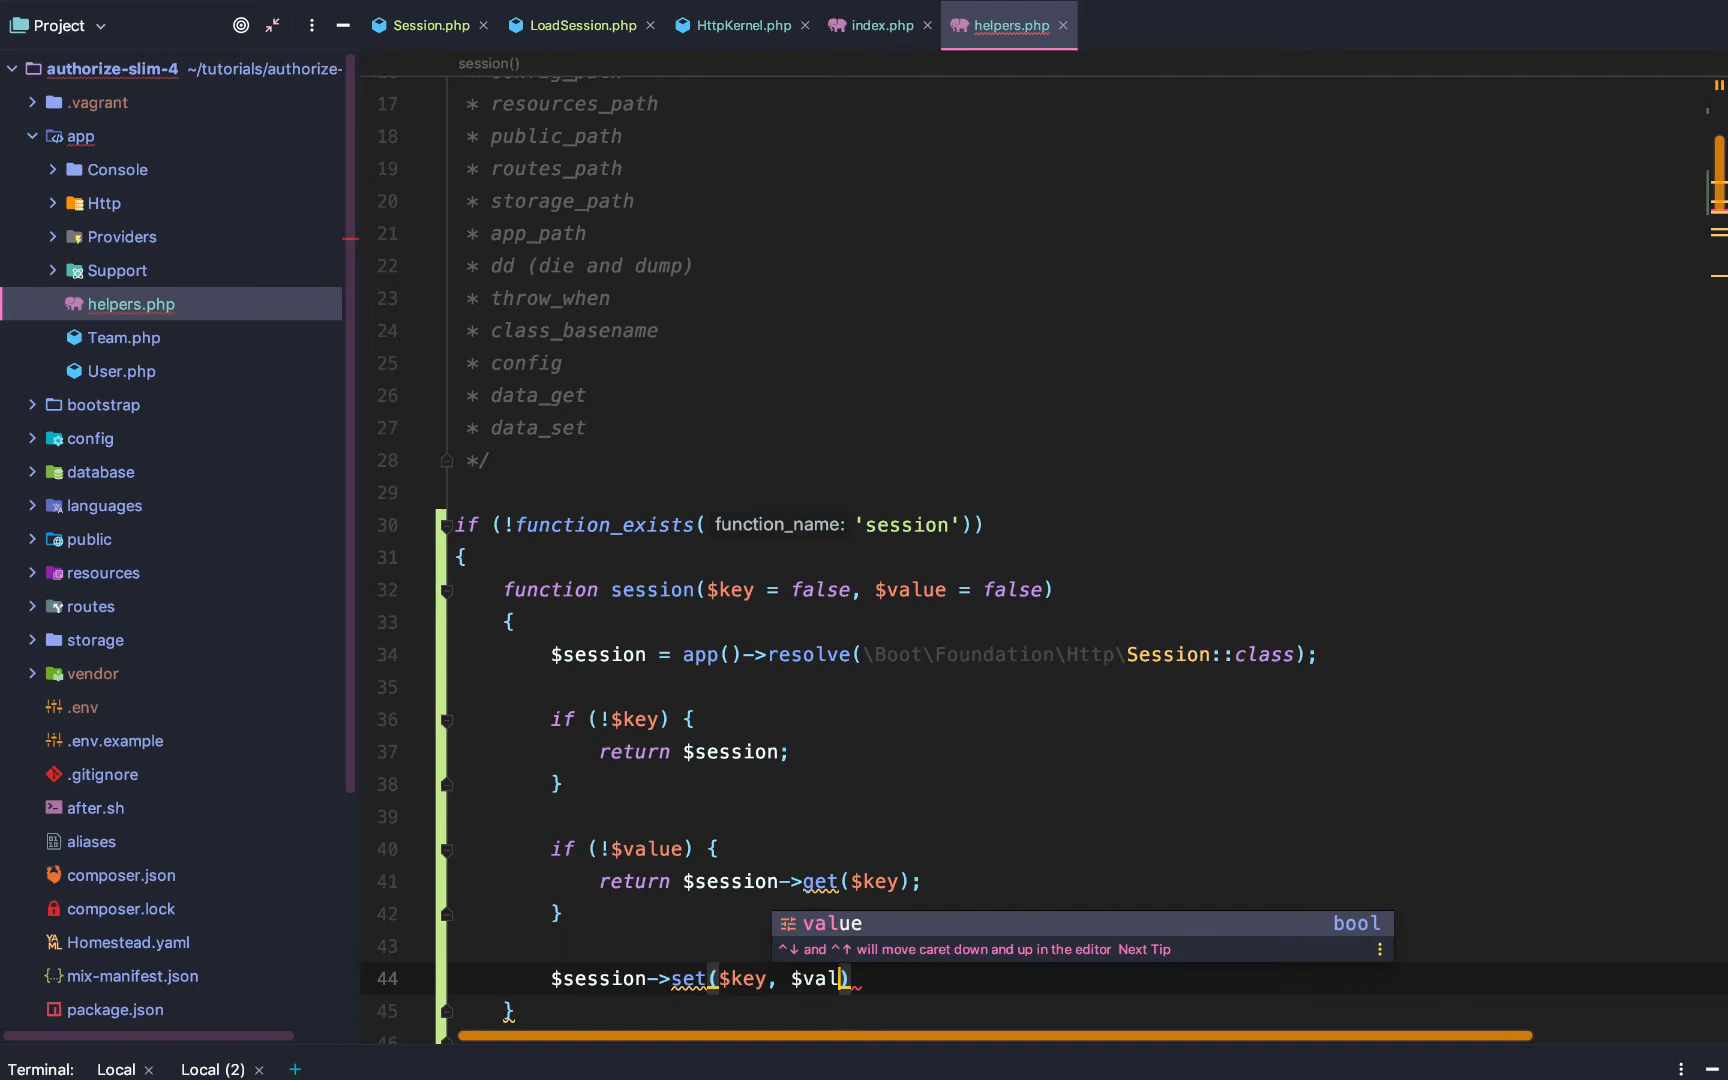 Project
Session.php
LoadSession.php
HttpKernel.php
index.php
helpers.php
authorize-slim-4 ~/tutorials/authorize-
.vagrant
app
Console
Http
Providers
Support
helpers.php
Team.php
User.php
bootstrap
config
database
languages
public
resources
routes
storage
vendor
.env
.env.example
.gitignore
after.sh
aliases
composer.json
composer.lock
Homestead.yaml
mix-manifest.json
package.json
session()
17 * resources_path
18 * public_path
19 * routes_path
20 * storage_path
21 * app_path
22 * dd (die and dump)
23 * throw_when
24 * class_basename
25 * config
26 * data_get
27 * data_set
28 */
29
30 if (!function_exists( function_name: 'session'))
31 {
32 function session($key = false, $value = false)
33 {
34 $session = app()->resolve(\Boot\Foundation\Http\Session::class);
35
36 if (!$key) {
37 return $session;
38 }
39
40 if (!$value) {
41 return $session->get($key);
42 }
value bool
^↓ and ^↑ will move caret down and up in the editor Next Tip
43
44 $session->set($key, $val)
45 }
Terminal: Local × Local (2) × +